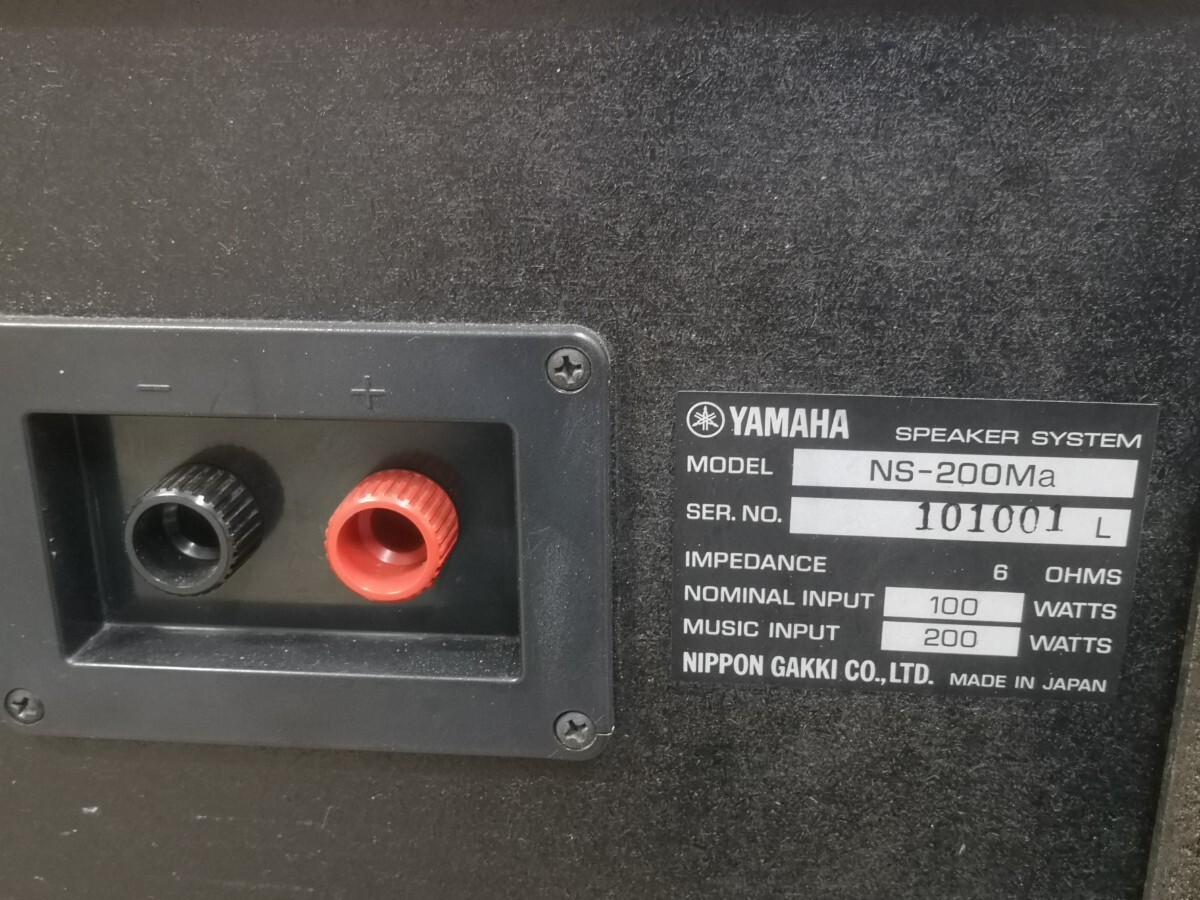 − +
YAMAHA SPEAKER SYSTEM
MODEL NS-200Ma
SER. NO. 101001 L
IMPEDANCE 6 OHMS
NOMINAL INPUT 100 WATTS
MUSIC INPUT 200 WATTS
NIPPON GAKKI CO., LTD. MADE IN JAPAN